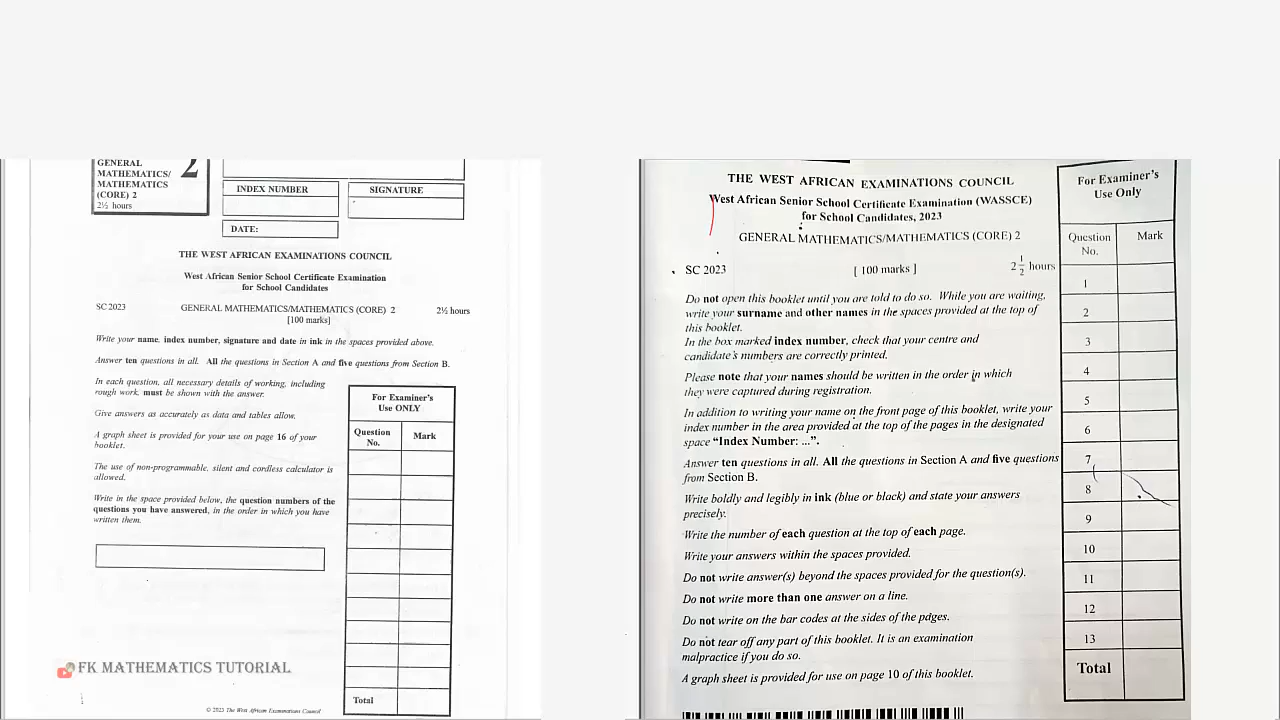 GENERAL
MATHEMATICS/
MATHEMATICS
(CORE) 2
2½ hours
2
INDEX NUMBER
SIGNATURE
DATE:
THE WEST AFRICAN EXAMINATIONS COUNCIL
West African Senior School Certificate Examination
for School Candidates
SC 2023 GENERAL MATHEMATICS/MATHEMATICS (CORE) 2 2½ hours
[100 marks]
Write your name, index number, signature and date in ink in the spaces provided above.
Answer ten questions in all. All the questions in Section A and five questions from Section B.
In each question, all necessary details of working, including
rough work, must be shown with the answer.
Give answers as accurately as data and tables allow.
A graph sheet is provided for your use on page 16 of your
booklet.
The use of non-programmable, silent and cordless calculator is
allowed.
Write in the space provided below, the question numbers of the
questions you have answered, in the order in which you have
written them.
For Examiner's
Use ONLY
Question
No.
Mark
Total
FK MATHEMATICS TUTORIAL
© 2023 The West African Examinations Council
THE WEST AFRICAN EXAMINATIONS COUNCIL
West African Senior School Certificate Examination (WASSCE)
for School Candidates, 2023
GENERAL MATHEMATICS/MATHEMATICS (CORE) 2
SC 2023 [ 100 marks ] 2 1/2 hours
Do not open this booklet until you are told to do so. While you are waiting,
write your surname and other names in the spaces provided at the top of
this booklet.
In the box marked index number, check that your centre and
candidate's numbers are correctly printed.
Please note that your names should be written in the order in which
they were captured during registration.
In addition to writing your name on the front page of this booklet, write your
index number in the area provided at the top of the pages in the designated
space “Index Number: ...”.
Answer ten questions in all. All the questions in Section A and five questions
from Section B.
Write boldly and legibly in ink (blue or black) and state your answers
precisely.
Write the number of each question at the top of each page.
Write your answers within the spaces provided.
Do not write answer(s) beyond the spaces provided for the question(s).
Do not write more than one answer on a line.
Do not write on the bar codes at the sides of the pages.
Do not tear off any part of this booklet. It is an examination
malpractice if you do so.
A graph sheet is provided for use on page 10 of this booklet.
For Examiner's
Use Only
Question
No.
Mark
1
2
3
4
5
6
7
8
9
10
11
12
13
Total